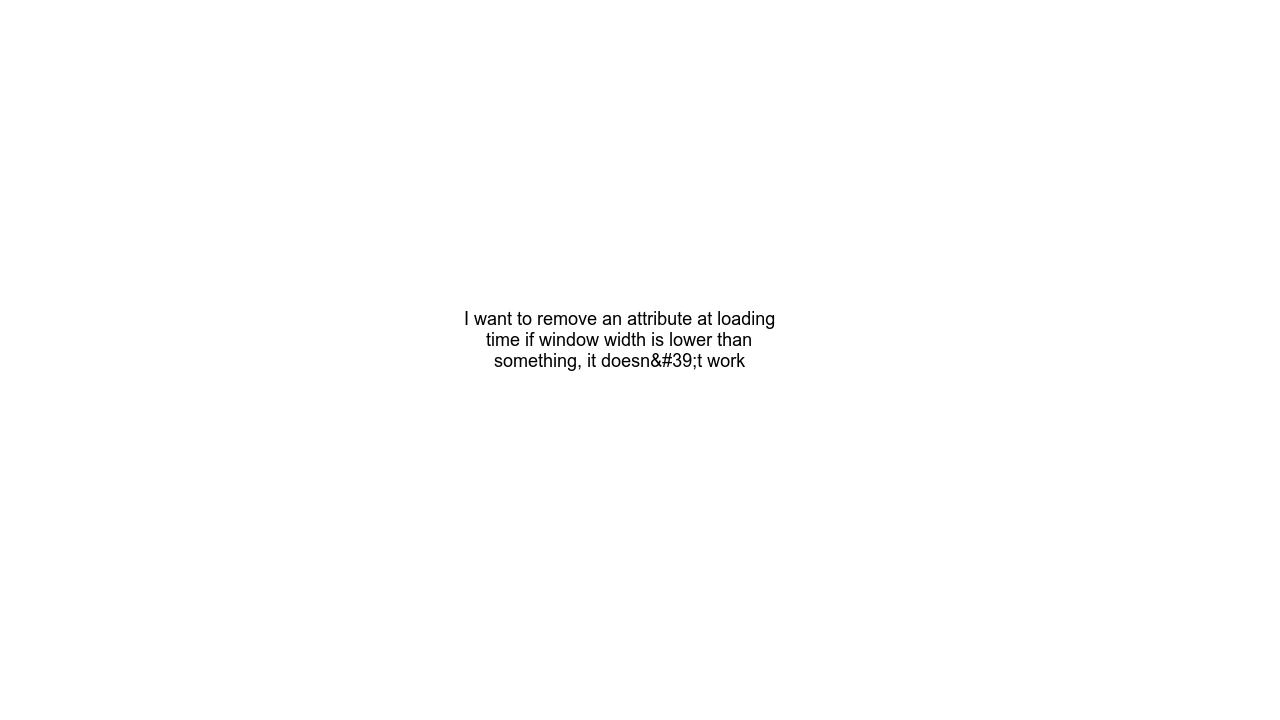 I want to remove an attribute at loading
time if window width is lower than
something, it doesn&#39;t work